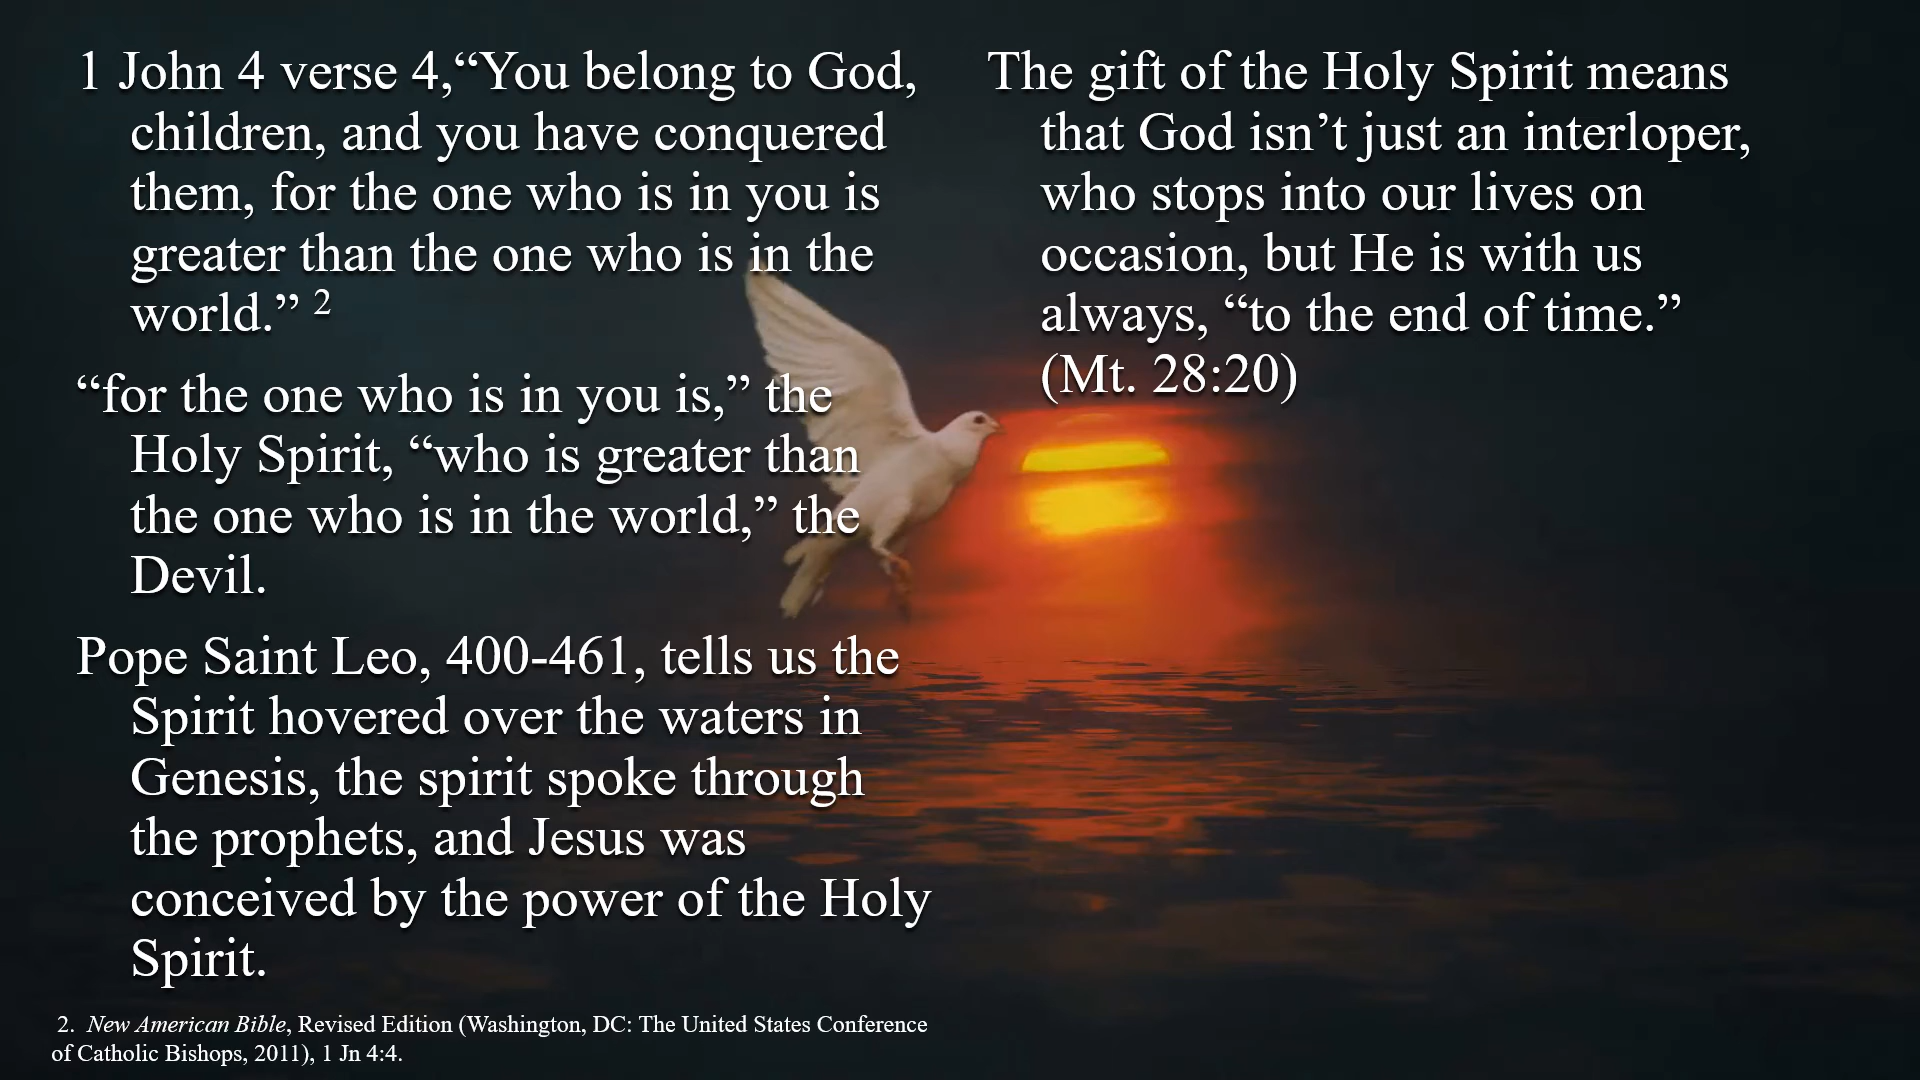 1 John 4 verse 4,“You belong to God,
children, and you have conquered
them, for the one who is in you is
greater than the one who is in the
world.” 2
“for the one who is in you is,” the
Holy Spirit, “who is greater than
the one who is in the world,” the
Devil.
Pope Saint Leo, 400-461, tells us the
Spirit hovered over the waters in
Genesis, the spirit spoke through
the prophets, and Jesus was
conceived by the power of the Holy
Spirit.
2. New American Bible, Revised Edition (Washington, DC: The United States Conference
of Catholic Bishops, 2011), 1 Jn 4:4.
The gift of the Holy Spirit means
that God isn’t just an interloper,
who stops into our lives on
occasion, but He is with us
always, “to the end of time.”
(Mt. 28:20)